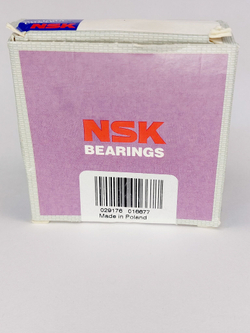 NSK
NSK
BEARINGS
029176 016677
Made in Poland